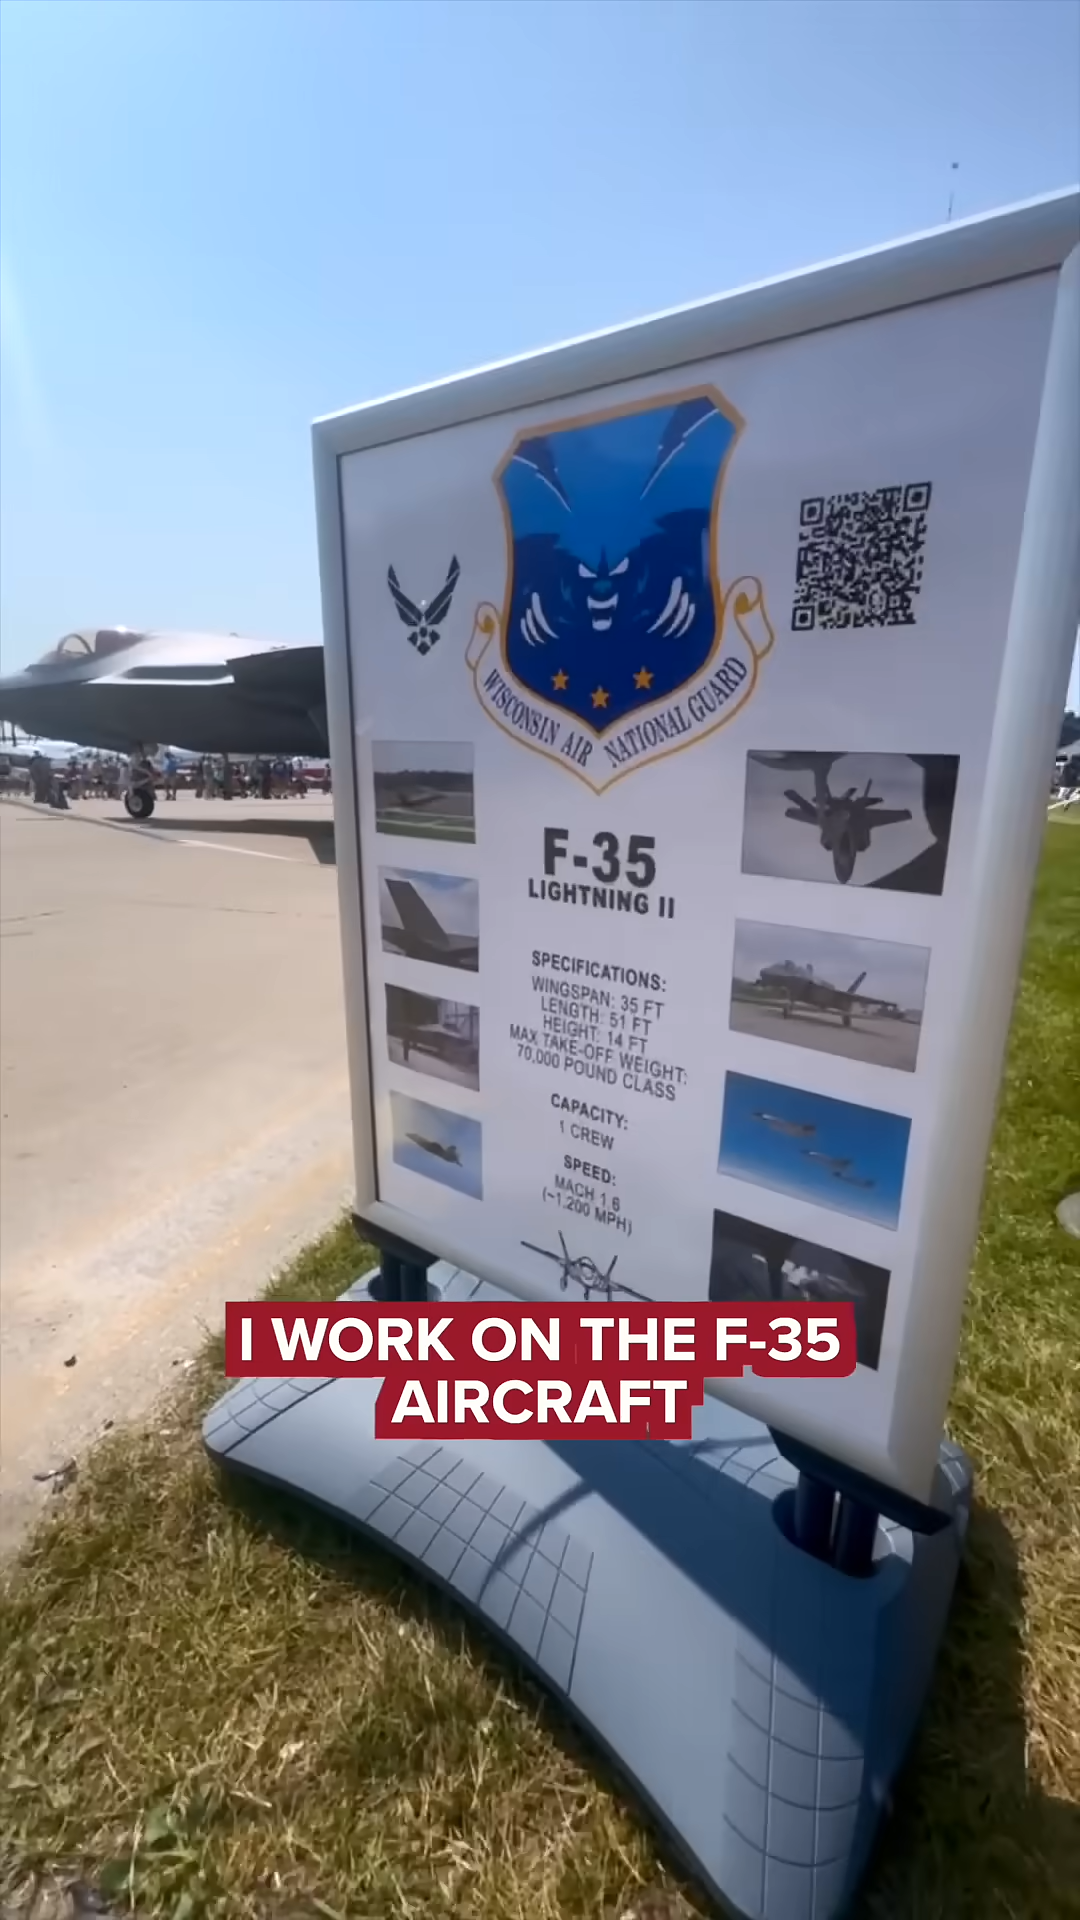 WISCONSIN AIR NATIONAL GUARD
F-35
LIGHTNING II
SPECIFICATIONS:
WINGSPAN: 35 FT
LENGTH: 51 FT
HEIGHT: 14 FT
MAX TAKE-OFF WEIGHT:
70,000 POUND CLASS
CAPACITY:
1 CREW
SPEED:
MACH 1.6
(~1,200 MPH)
I WORK ON THE F-35
AIRCRAFT